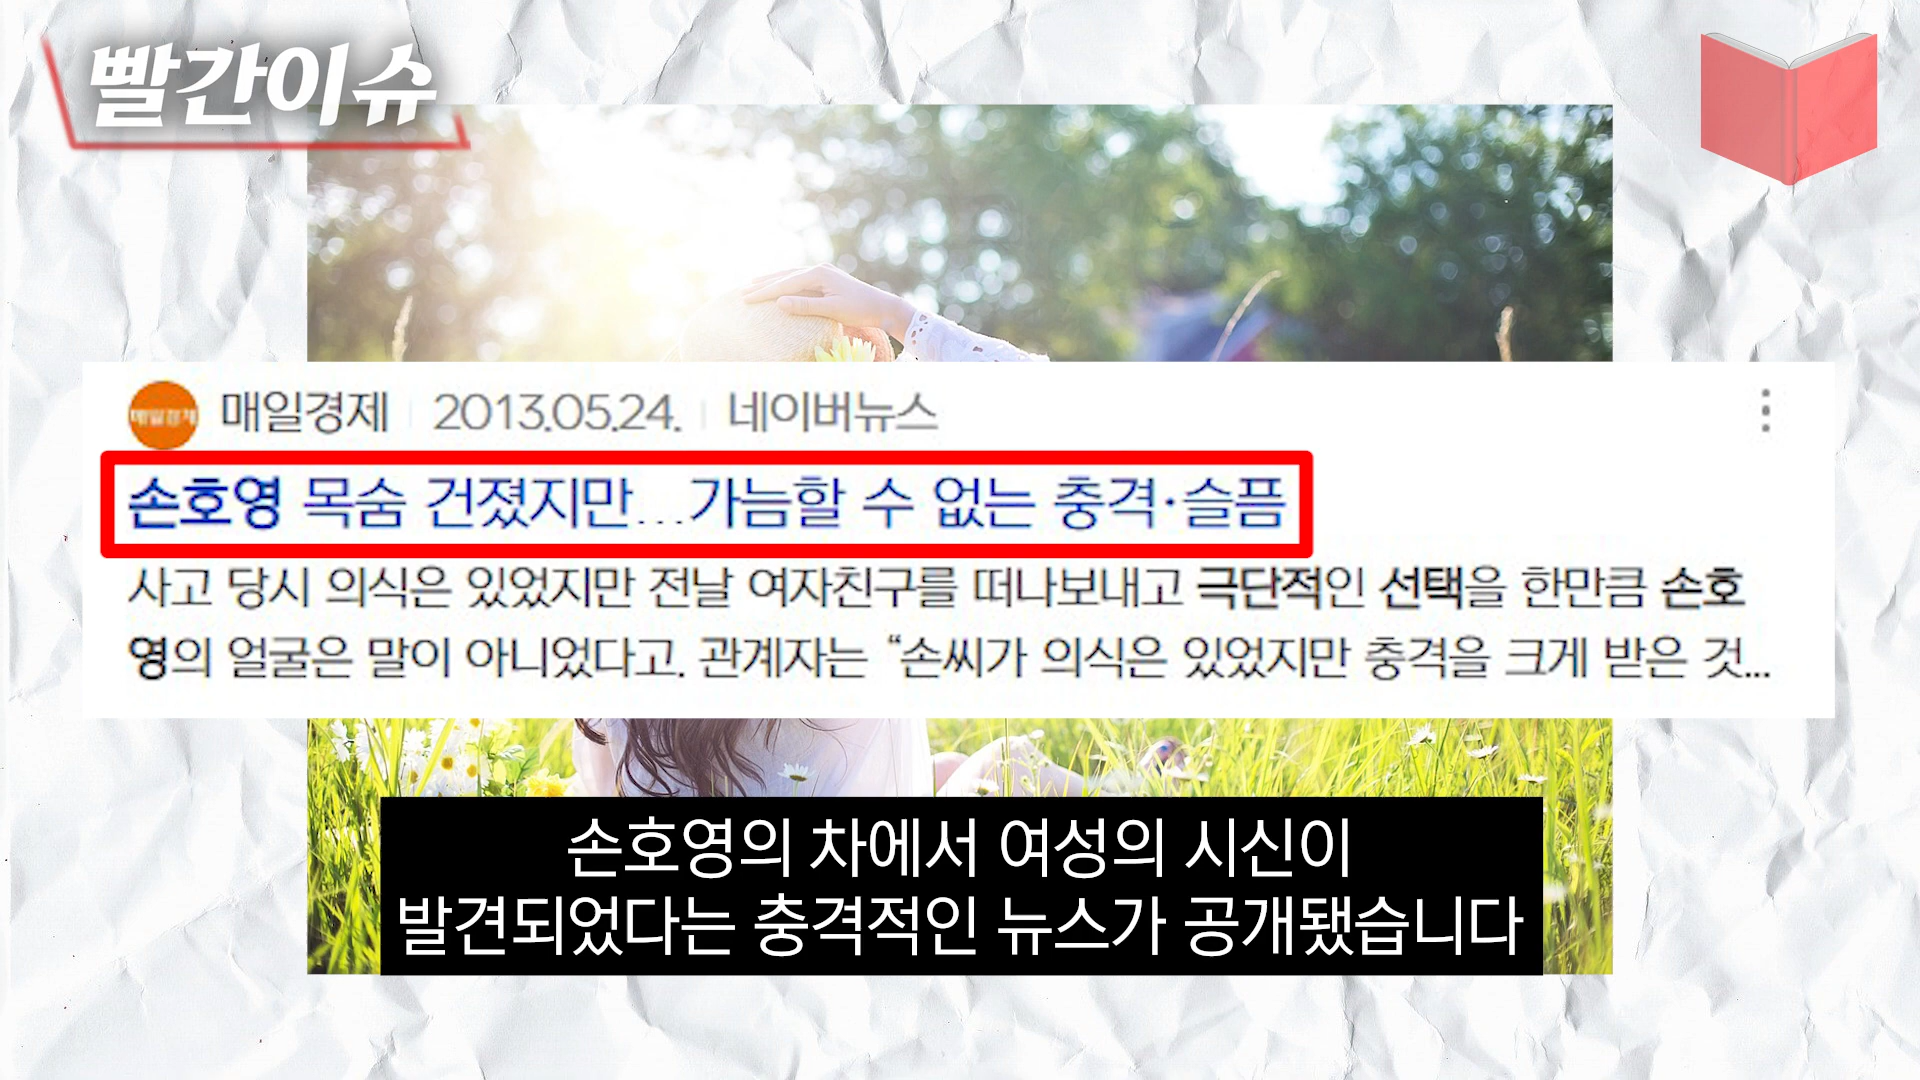 빨간이슈
매일경제 2013.05.24. 네이버뉴스
손호영 목숨 건졌지만...가늠할 수 없는 충격·슬픔
사고 당시 의식은 있었지만 전날 여자친구를 떠나보내고 극단적인 선택을 한만큼 손호
영의 얼굴은 말이 아니었다고. 관계자는 “손씨가 의식은 있었지만 충격을 크게 받은 것...
손호영의 차에서 여성의 시신이
발견되었다는 충격적인 뉴스가 공개됐습니다